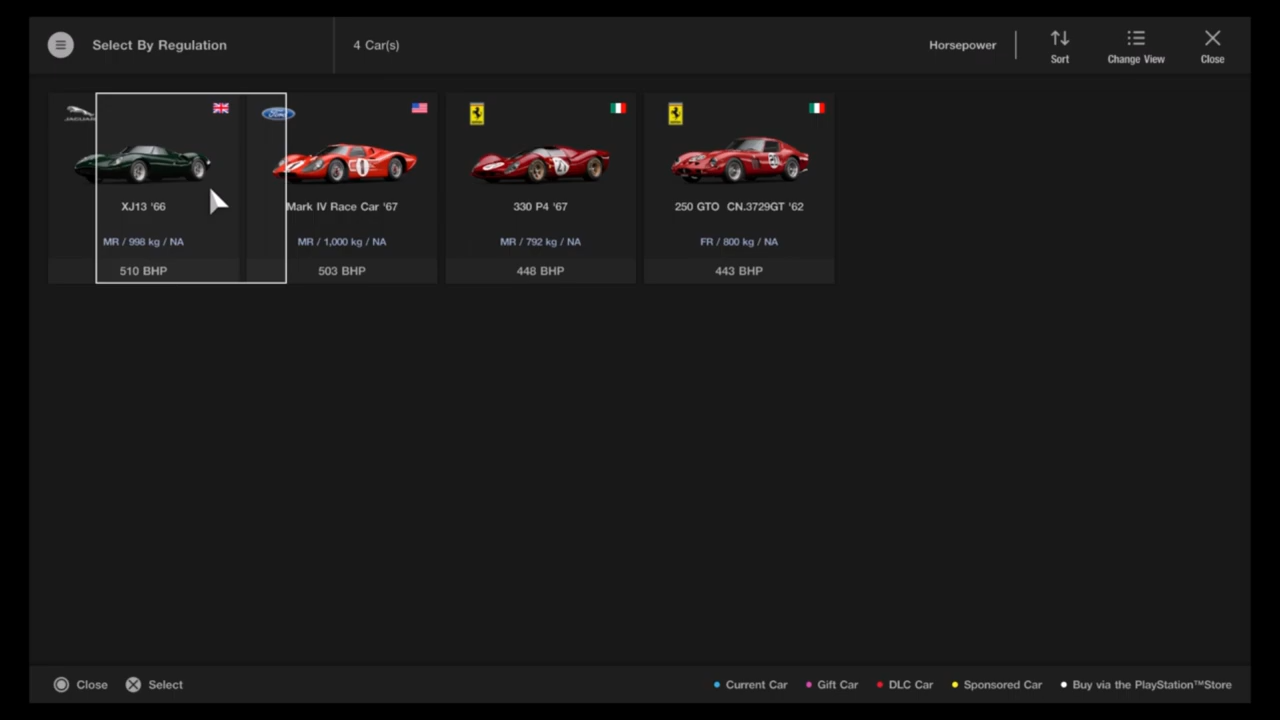 Select By Regulation
4 Car(s)
Horsepower
Sort
Change View
Close
JAGUAR
XJ13 '66
MR / 998 kg / NA
510 BHP
Ford
1
Mark IV Race Car '67
MR / 1,000 kg / NA
503 BHP
330 P4 '67
MR / 792 kg / NA
448 BHP
250 GTO CN.3729GT '62
FR / 800 kg / NA
443 BHP
Close
Select
Current Car
Gift Car
DLC Car
Sponsored Car
Buy via the PlayStation™Store